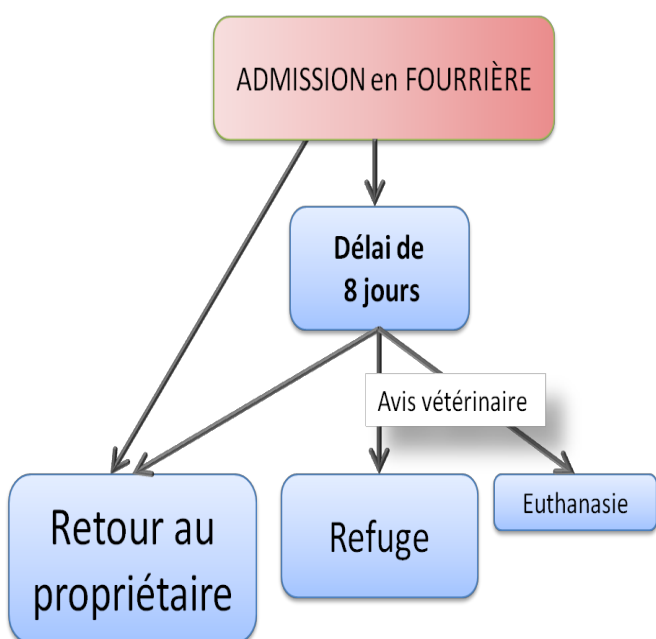 ADMISSION en FOURRIÈRE
Délai de
8 jours
Avis vétérinaire
Retour au
propriétaire
Refuge
Euthanasie